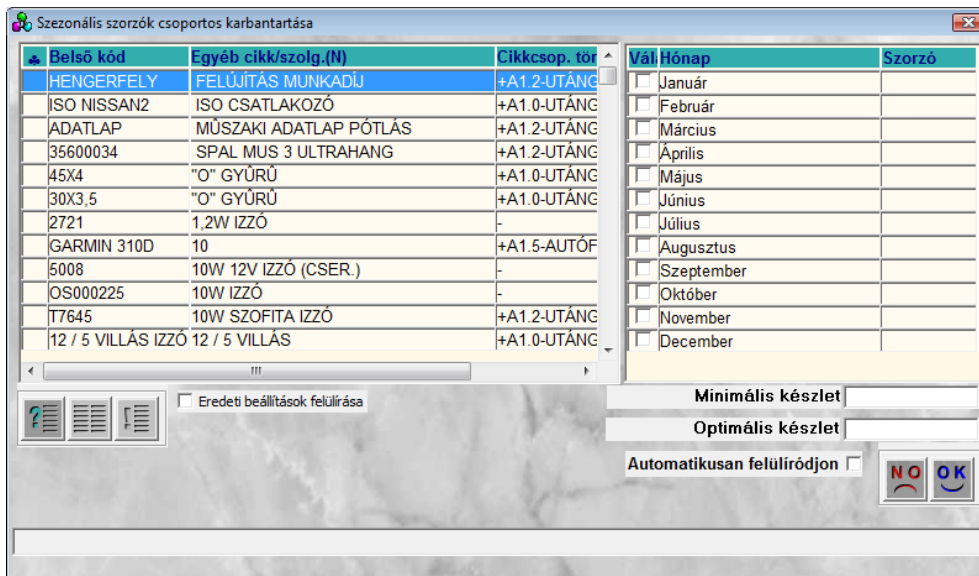 Szezonális szorzók csoportos karbantartása
Belső kód Egyéb cikk/szolg.(N) Cikkcsop. tör Vál Hónap Szorzó
HENGERFELY FELÚJÍTÁS MUNKADÍJ +A1.2-UTÁNG Január
ISO NISSAN2 ISO CSATLAKOZÓ +A1.0-UTÁNG Február
ADATLAP MÛSZAKI ADATLAP PÓTLÁS +A1.0-UTÁNG Március
35600034 SPAL MUS 3 ULTRAHANG +A1.2-UTÁNG Április
45X4 "O" GYÛRÛ +A1.0-UTÁNG Május
30X3,5 "O" GYÛRÛ +A1.0-UTÁNG Június
2721 1,2W IZZÓ - Július
GARMIN 310D 10 +A1.5-AUTÓF Augusztus
5008 10W 12V IZZÓ (CSER.) - Szeptember
OS000225 10W IZZÓ - Október
T7645 10W SZOFITA IZZÓ +A1.2-UTÁNG November
12 / 5 VILLÁS IZZÓ 12 / 5 VILLÁS +A1.0-UTÁNG December
Eredeti beállítások felülírása
Minimális készlet
Optimális készlet
Automatikusan felülíródjon
NO OK